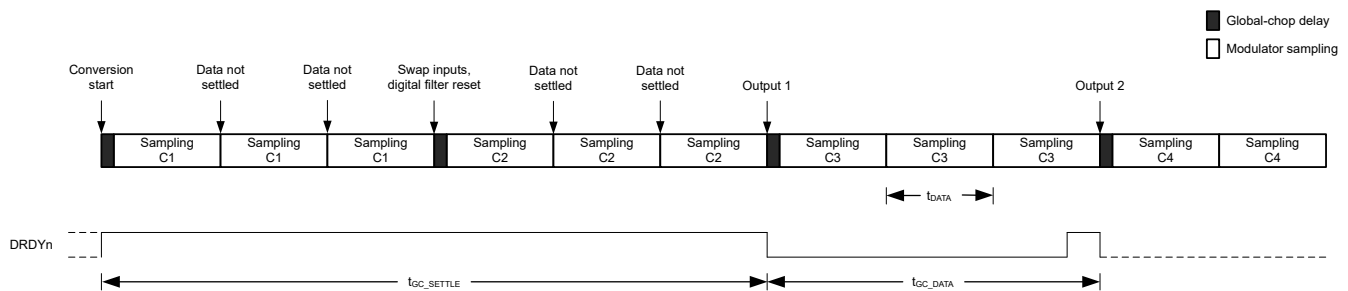 Global-chop delay
Modulator sampling
Conversion
start
Data not
settled
Data not
settled
Swap inputs,
digital filter reset
Data not
settled
Data not
settled
Output 1
Output 2
Sampling
C1
Sampling
C1
Sampling
C1
Sampling
C2
Sampling
C2
Sampling
C2
Sampling
C3
Sampling
C3
Sampling
C3
Sampling
C4
Sampling
C4
tDATA
DRDYn
tGC_SETTLE
tGC_DATA